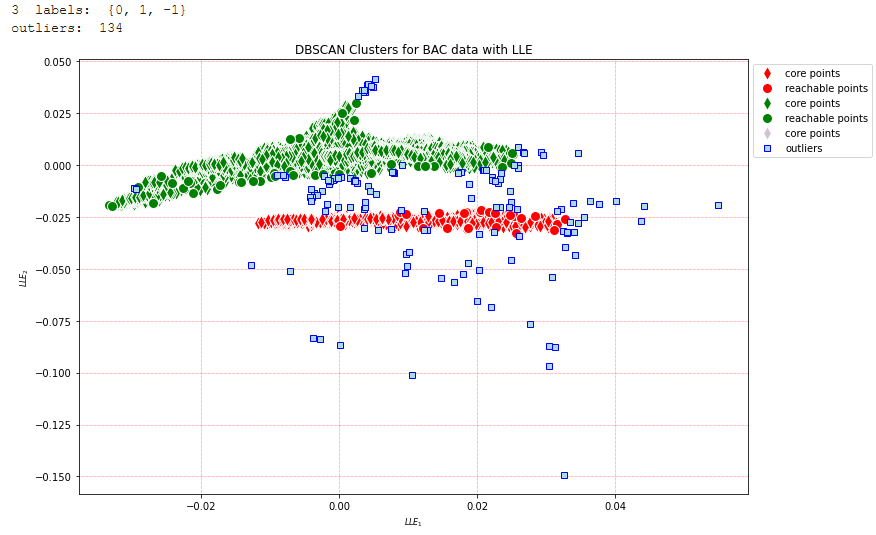 3  labels:  {0, 1, -1}
outliers:  134
DBSCAN Clusters for BAC data with LLE
0.050
0.025
0.000
−0.025
−0.050
−0.075
−0.100
−0.125
−0.150
LLE₂
−0.02
0.00
0.02
0.04
LLE₁
core points
reachable points
core points
reachable points
core points
outliers